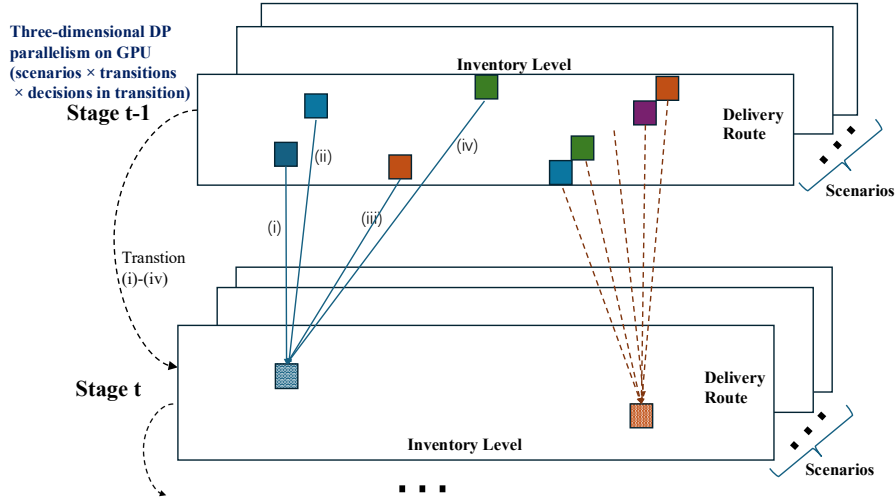 Three-dimensional DP
parallelism on GPU
(scenarios × transitions
× decisions in transition)
Inventory Level
Stage t-1
Delivery
Route
(ii)
(iv)
Scenarios
(i)
(iii)
Transtion
(i)-(iv)
Stage t
Delivery
Route
Inventory Level
Scenarios